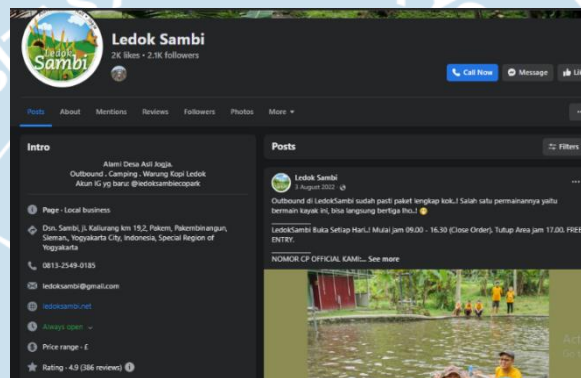 Ledok
Sambi
Ledok Sambi
2K likes • 2.1K followers
Call Now
Message
Posts
About
Mentions
Reviews
Followers
Photos
More
Intro
Alami Desa Asli Jogja.
Outbound . Camping . Warung Kopi Ledok
Akun IG yg baru: @ledoksambiecopark
Page · Local business
Dsn. Sambi, jl. Kaliurang km 19,2, Pakem, Pakembinangun,
Sleman,, Yogyakarta City, Indonesia, Special Region of
Yogyakarta
0813-2549-0185
ledoksambi@gmail.com
ledoksambi.net
Always open
Price range · £
Rating · 4.9 (386 reviews)
Posts
Filters
Ledok Sambi
3 August 2022
Outbound di LedokSambi sudah pasti paket lengkap kok..! Salah satu permainannya yaitu
bermain kayak ini, bisa langsung bertiga lho..!
LedokSambi Buka Setiap Hari..! Mulai jam 09.00 - 16.30 (Close Order), Tutup Area jam 17.00. FREE
ENTRY.
NOMOR CP OFFICIAL KAMI:... See more